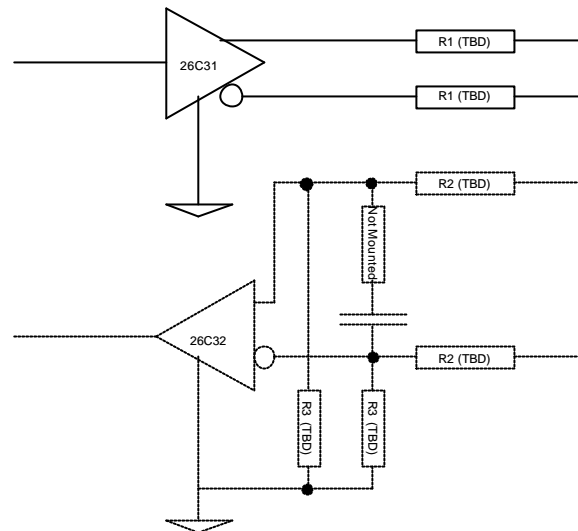 R1 (TBD)
26C31
R1 (TBD)
R2 (TBD)
Not Mounted
26C32
R2 (TBD)
R3 (TBD)
R3 (TBD)